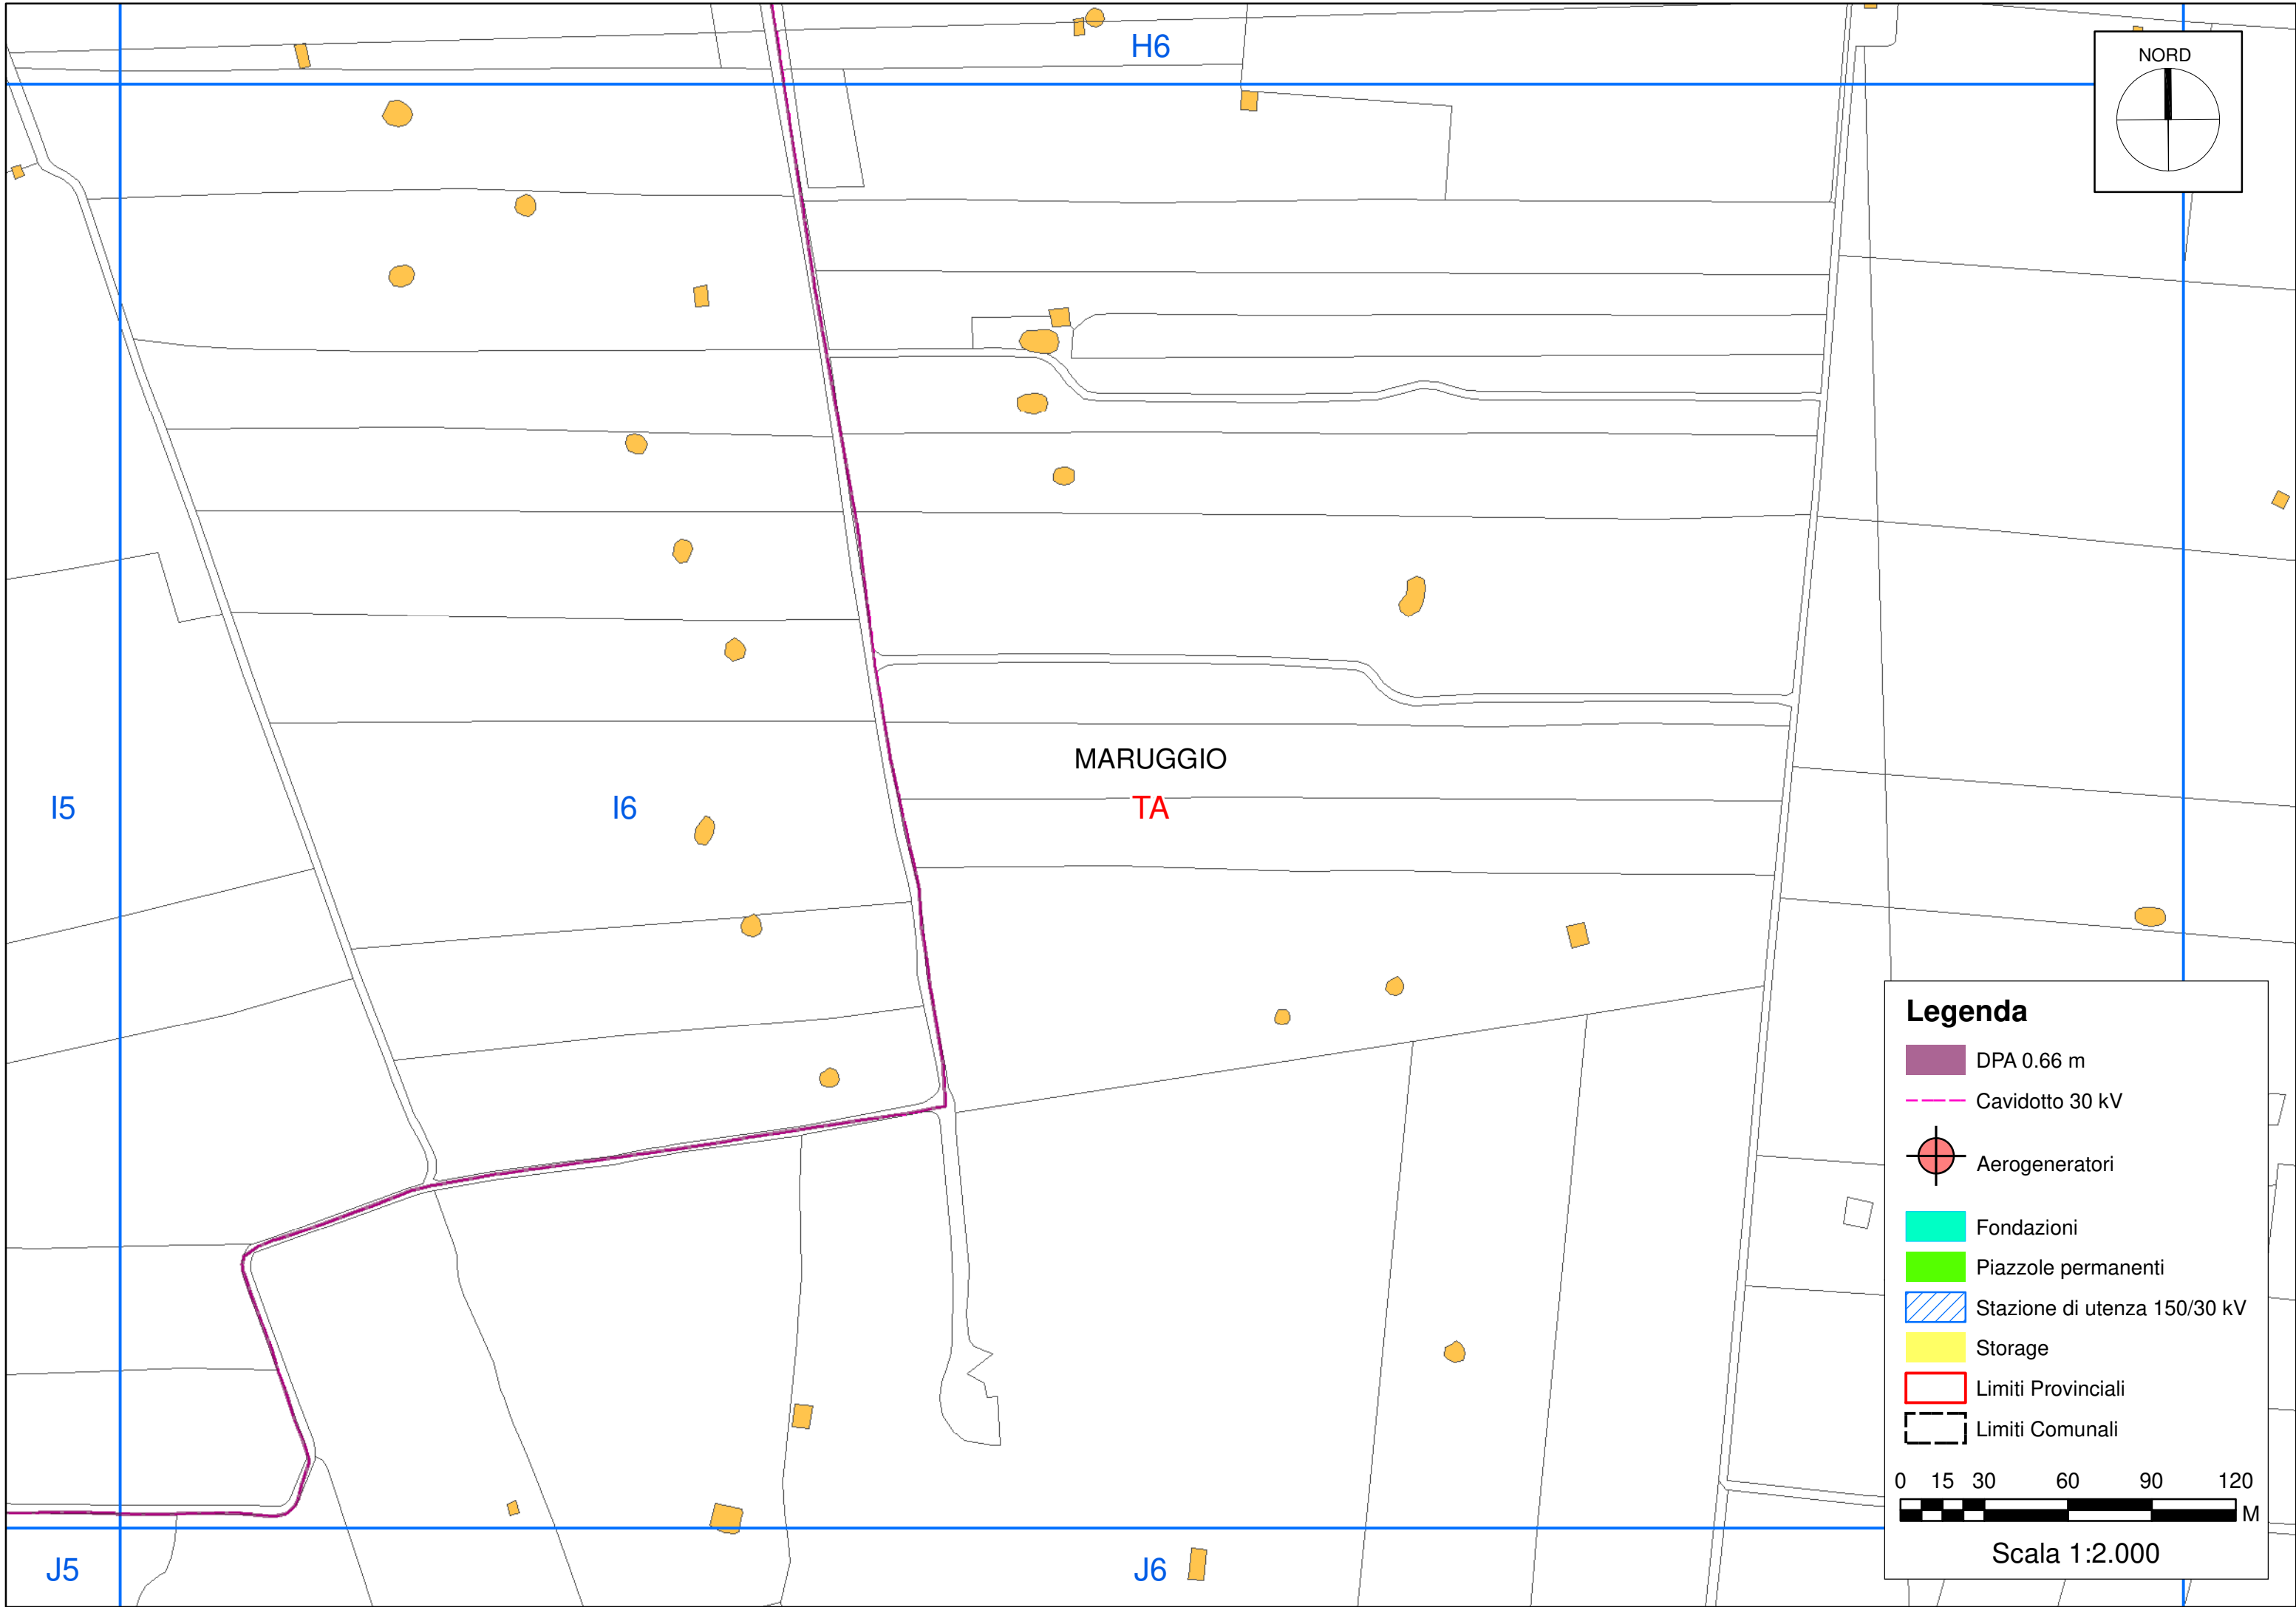 H6
NORD
MARUGGIO
I5
I6
TA
Legenda
DPA 0.66 m
Cavidotto 30 kV
Aerogeneratori
Fondazioni
Piazzole permanenti
Stazione di utenza 150/30 kV
Storage
Limiti Provinciali
Limiti Comunali
0 15 30 60 90 120
M
Scala 1:2.000
J5
J6